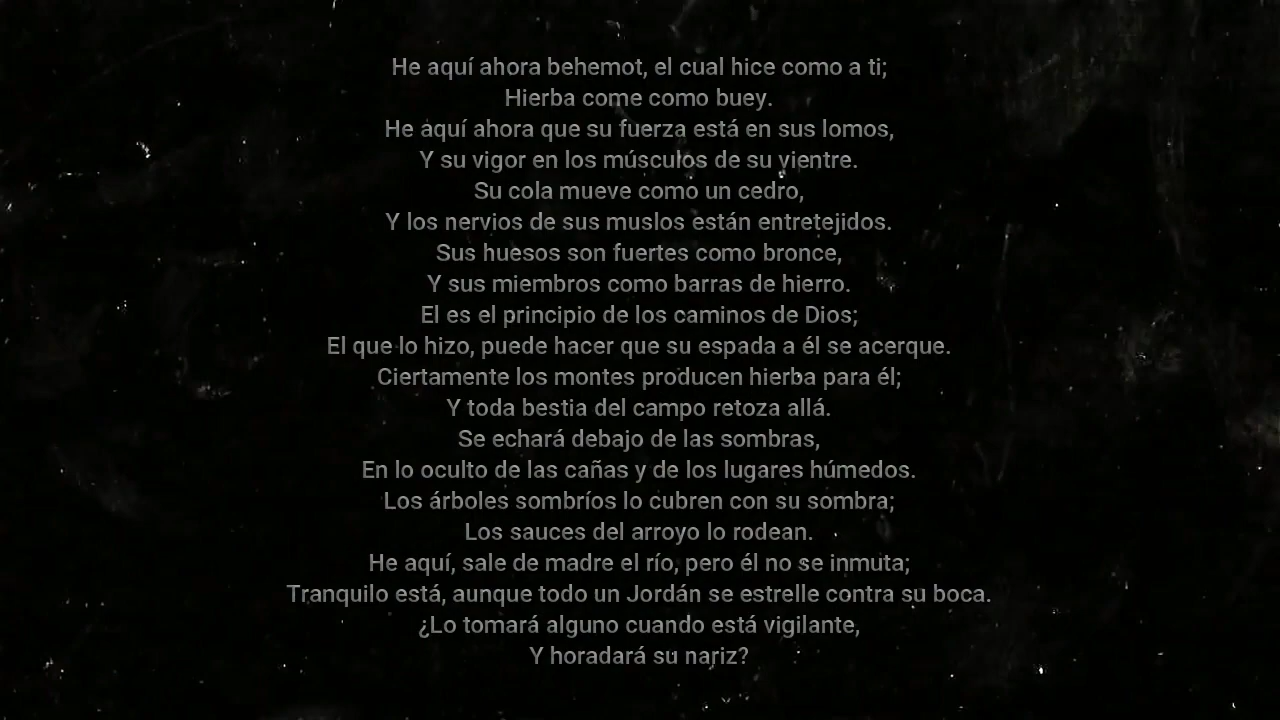 He aquí ahora behemot, el cual hice como a ti;
Hierba come como buey.
He aquí ahora que su fuerza está en sus lomos,
Y su vigor en los músculos de su vientre.
Su cola mueve como un cedro,
Y los nervios de sus muslos están entretejidos.
Sus huesos son fuertes como bronce,
Y sus miembros como barras de hierro.
El es el principio de los caminos de Dios;
El que lo hizo, puede hacer que su espada a él se acerque.
Ciertamente los montes producen hierba para él;
Y toda bestia del campo retoza allá.
Se echará debajo de las sombras,
En lo oculto de las cañas y de los lugares húmedos.
Los árboles sombríos lo cubren con su sombra;
Los sauces del arroyo lo rodean.
He aquí, sale de madre el río, pero él no se inmuta;
Tranquilo está, aunque todo un Jordán se estrelle contra su boca.
¿Lo tomará alguno cuando está vigilante,
Y horadará su nariz?